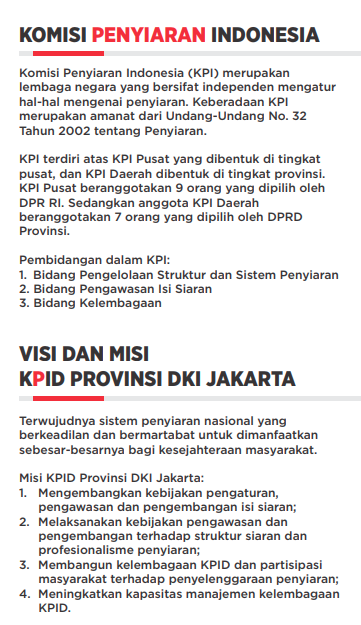 KOMISI PENYIARAN INDONESIA
Komisi Penyiaran Indonesia (KPI) merupakan
lembaga negara yang bersifat independen mengatur
hal-hal mengenai penyiaran. Keberadaan KPI
merupakan amanat dari Undang-Undang No. 32
Tahun 2002 tentang Penyiaran.
KPI terdiri atas KPI Pusat yang dibentuk di tingkat
pusat, dan KPI Daerah dibentuk di tingkat provinsi.
KPI Pusat beranggotakan 9 orang yang dipilih oleh
DPR RI. Sedangkan anggota KPI Daerah
beranggotakan 7 orang yang dipilih oleh DPRD
Provinsi.
Pembidangan dalam KPI:
1. Bidang Pengelolaan Struktur dan Sistem Penyiaran
2. Bidang Pengawasan Isi Siaran
3. Bidang Kelembagaan
VISI DAN MISI
KPID PROVINSI DKI JAKARTA
Terwujudnya sistem penyiaran nasional yang
berkeadilan dan bermartabat untuk dimanfaatkan
sebesar-besarnya bagi kesejahteraan masyarakat.
Misi KPID Provinsi DKI Jakarta:
1. Mengembangkan kebijakan pengaturan,
pengawasan dan pengembangan isi siaran;
2. Melaksanakan kebijakan pengawasan dan
pengembangan terhadap struktur siaran dan
profesionalisme penyiaran;
3. Membangun kelembagaan KPID dan partisipasi
masyarakat terhadap penyelenggaraan penyiaran;
4. Meningkatkan kapasitas manajemen kelembagaan
KPID.